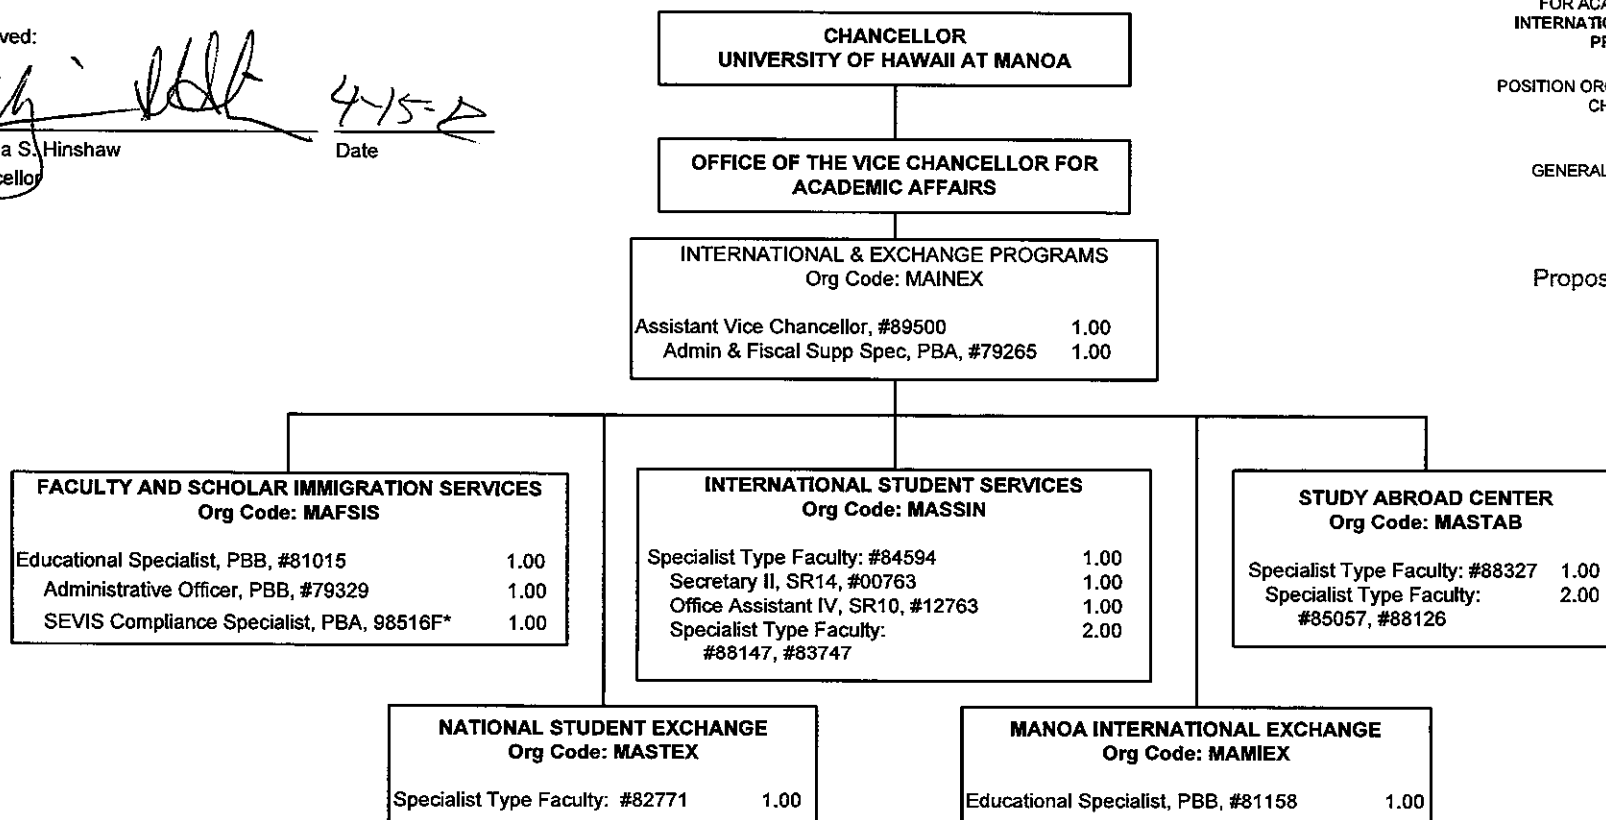 CHANCELLOR
UNIVERSITY OF HAWAII AT MANOA
INTERNATIO
POSITION ORG
CH
GENERAL
Propos
ved:
4-15-
a S. Hinshaw
Date
cellor
OFFICE OF THE VICE CHANCELLOR FOR
ACADEMIC AFFAIRS
INTERNATIONAL & EXCHANGE PROGRAMS
Org Code: MAINEX
Assistant Vice Chancellor, #89500 1.00
Admin & Fiscal Supp Spec, PBA, #79265 1.00
FACULTY AND SCHOLAR IMMIGRATION SERVICES
Org Code: MAFSIS
Educational Specialist, PBB, #81015 1.00
Administrative Officer, PBB, #79329 1.00
SEVIS Compliance Specialist, PBA, 98516F* 1.00
INTERNATIONAL STUDENT SERVICES
Org Code: MASSIN
Specialist Type Faculty: #84594 1.00
Secretary II, SR14, #00763 1.00
Office Assistant IV, SR10, #12763 1.00
Specialist Type Faculty: 2.00
#88147, #83747
STUDY ABROAD CENTER
Org Code: MASTAB
Specialist Type Faculty: #88327 1.00
Specialist Type Faculty: 2.00
#85057, #88126
NATIONAL STUDENT EXCHANGE
Org Code: MASTEX
Specialist Type Faculty: #82771 1.00
MANOA INTERNATIONAL EXCHANGE
Org Code: MAMIEX
Educational Specialist, PBB, #81158 1.00